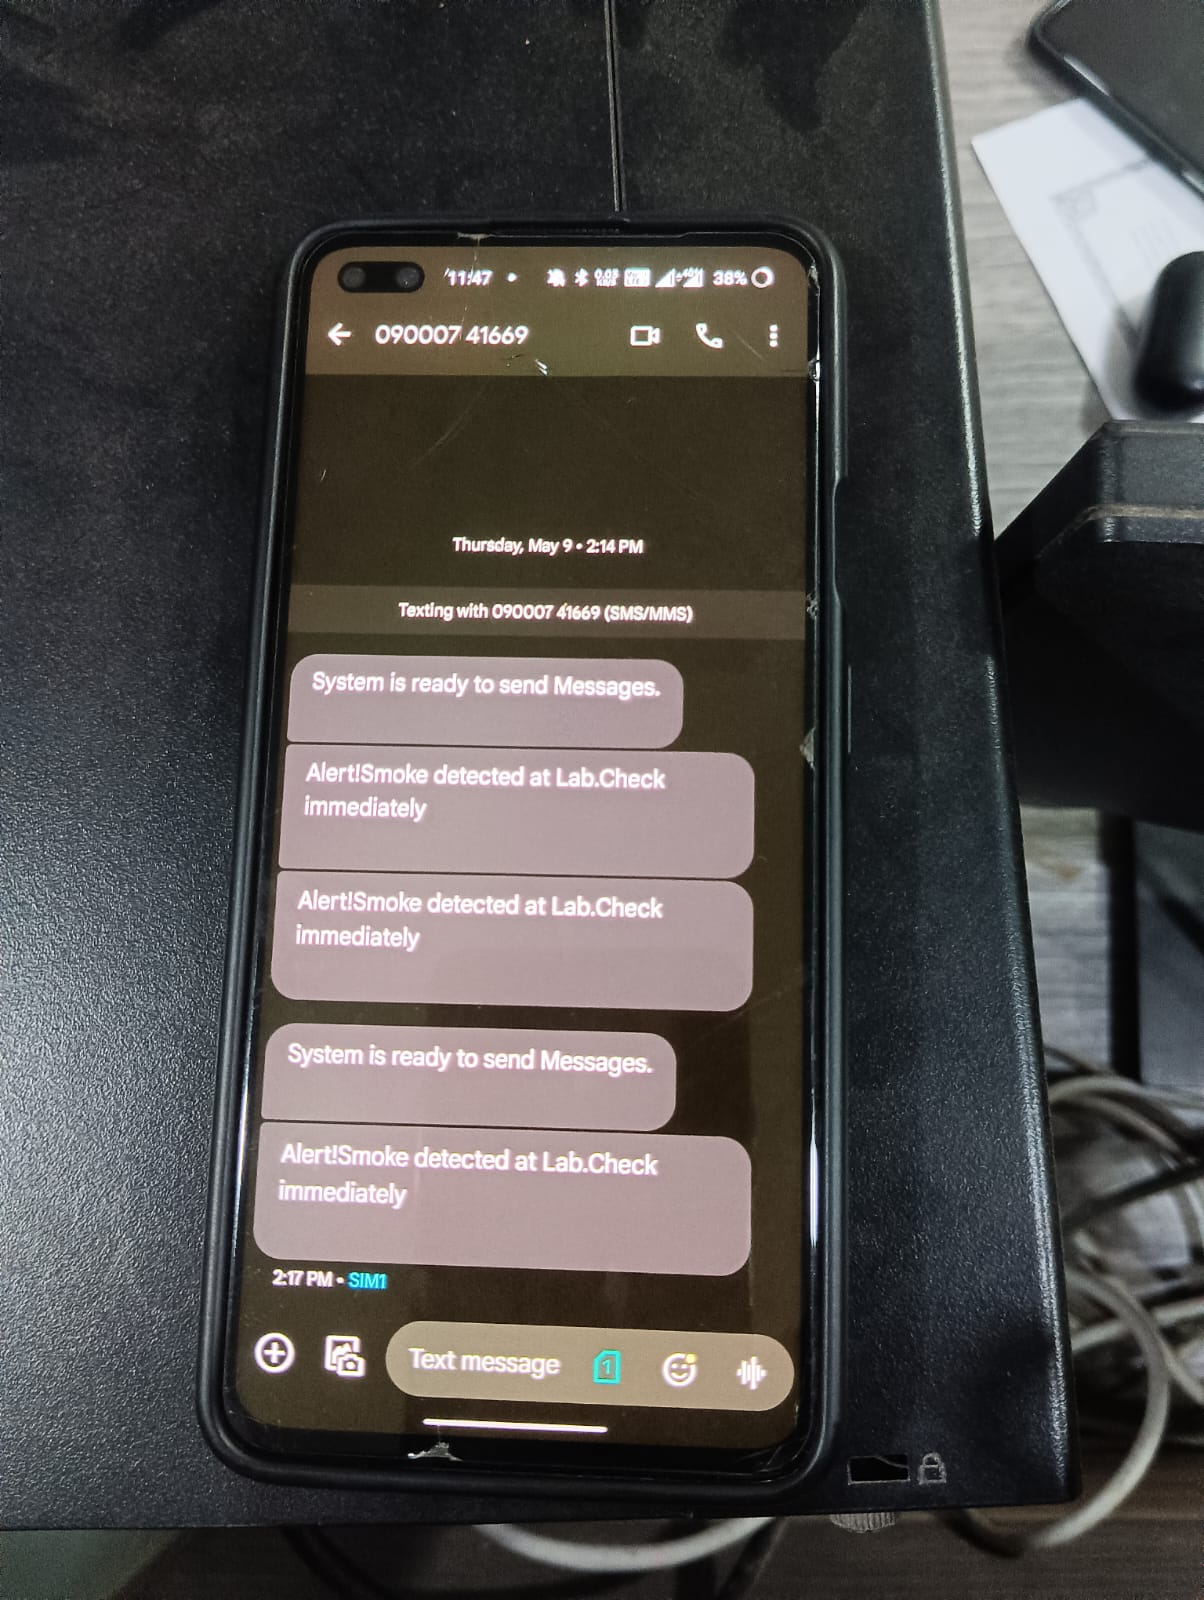 11:47
0.03
KB/S
38%
090007 41669
Thursday, May 9 • 2:14 PM
Texting with 090007 41669 (SMS/MMS)
System is ready to send Messages.
Alert!Smoke detected at Lab.Check
immediately
Alert!Smoke detected at Lab.Check
immediately
System is ready to send Messages.
Alert!Smoke detected at Lab.Check
immediately
2:17 PM • SIM1
Text message
1